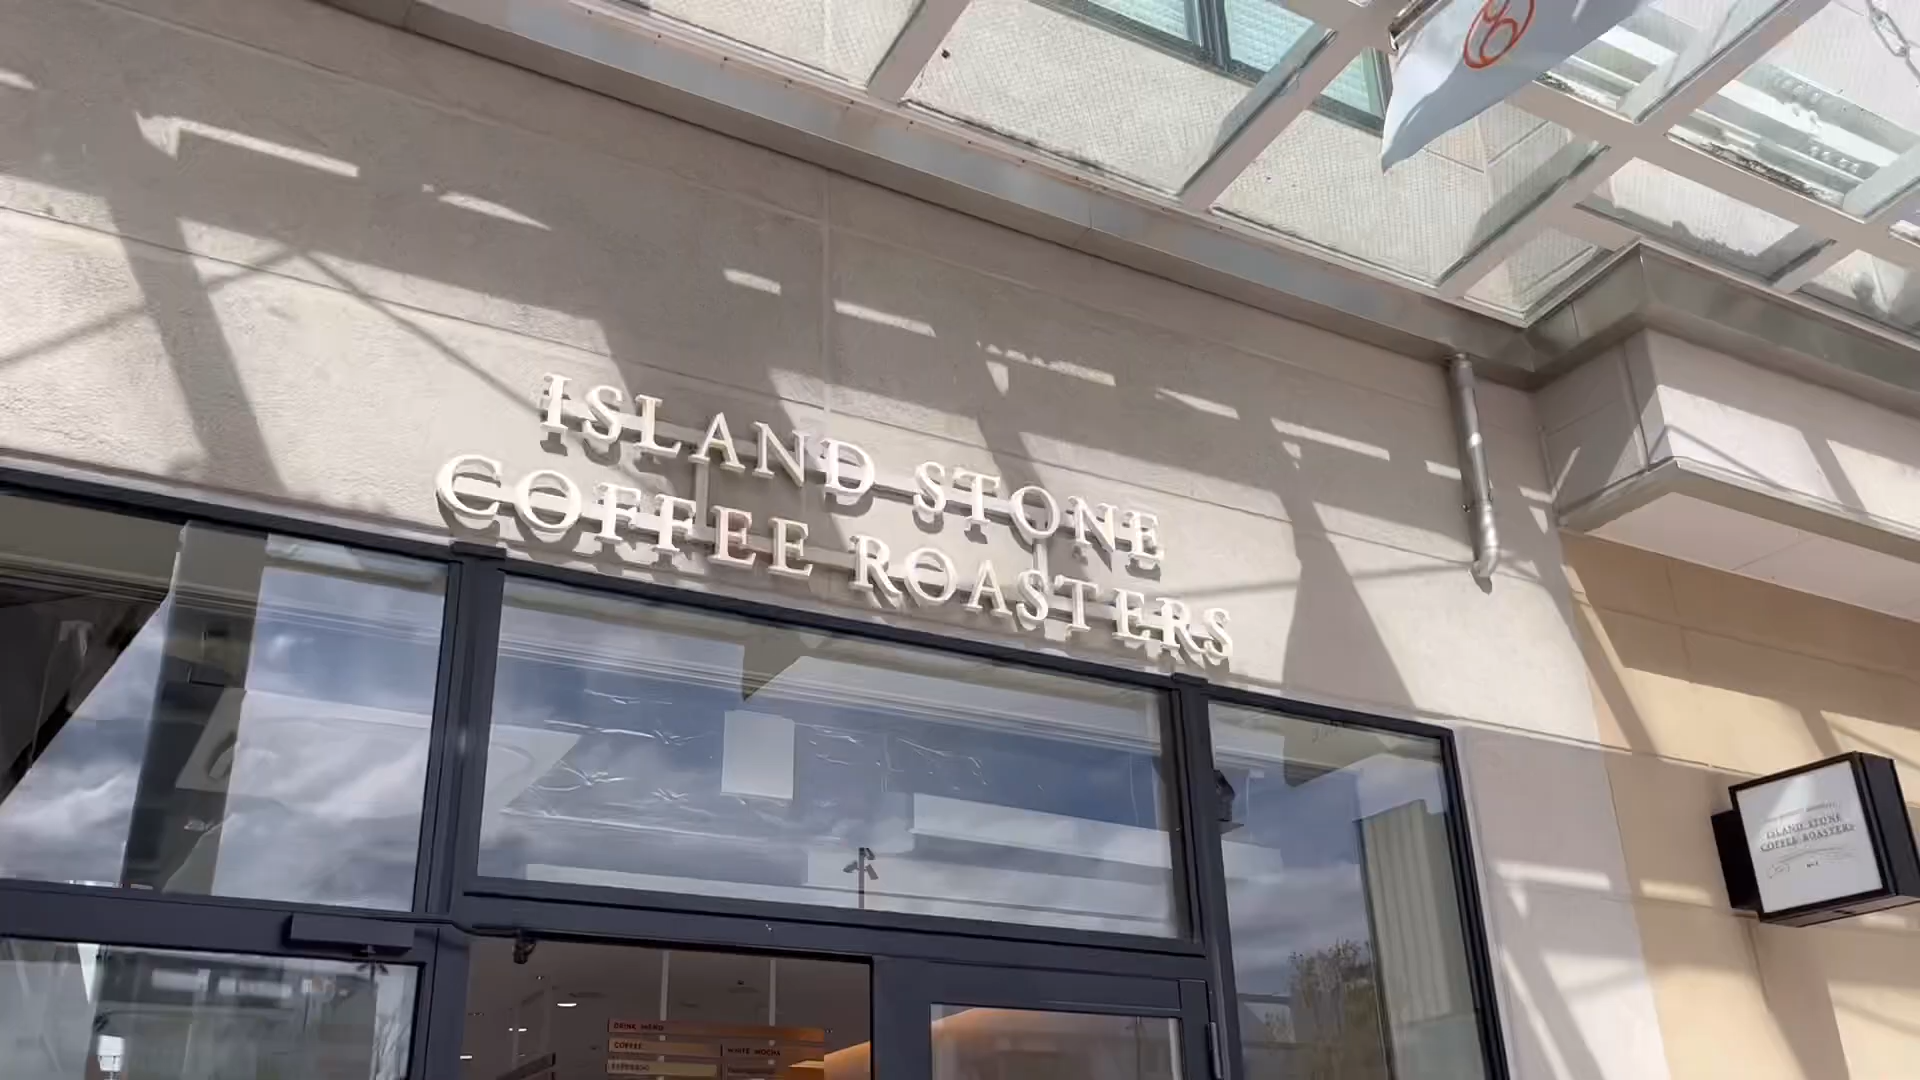 ISLAND STONE
COFFEE ROASTERS
ISLAND STONE
COFFEE ROASTERS
DRINK MENU
COFFEE
WHITE MOCHA
ESPRESSO